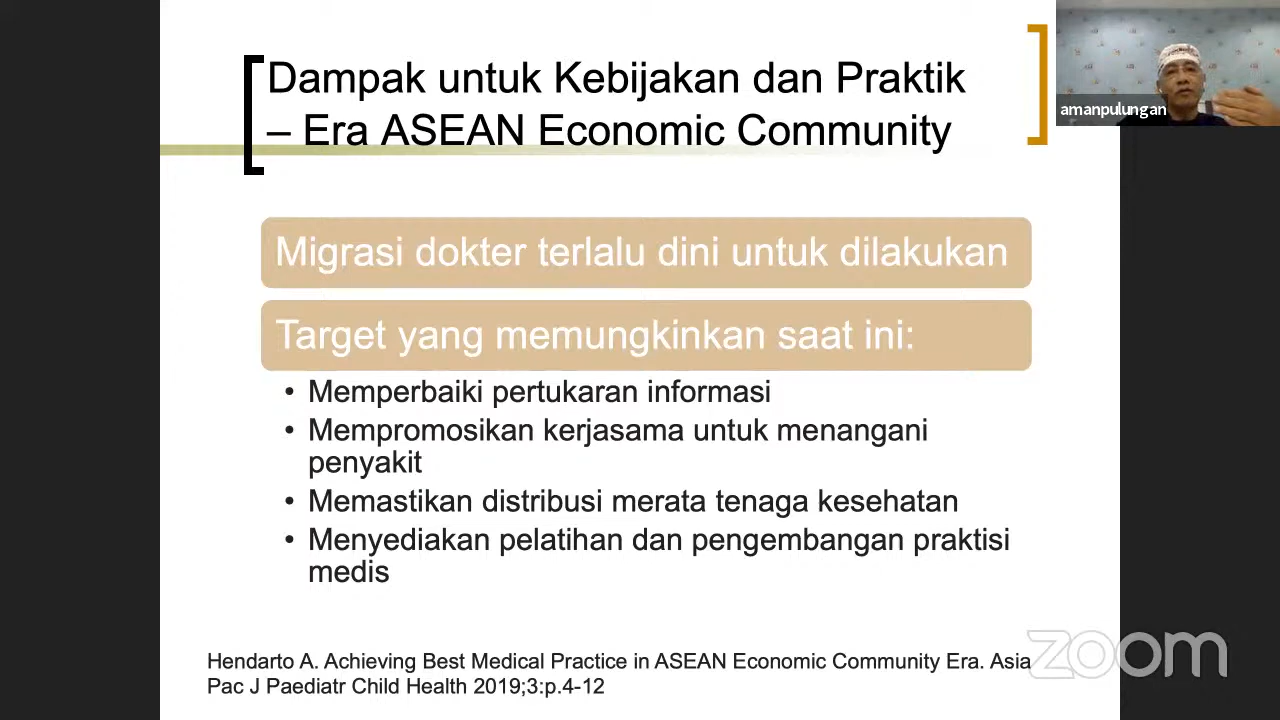 Dampak untuk Kebijakan dan Praktik
– Era ASEAN Economic Community
amanpulungan
Migrasi dokter terlalu dini untuk dilakukan
Target yang memungkinkan saat ini:
• Memperbaiki pertukaran informasi
• Mempromosikan kerjasama untuk menangani
penyakit
• Memastikan distribusi merata tenaga kesehatan
• Menyediakan pelatihan dan pengembangan praktisi
medis
Hendarto A. Achieving Best Medical Practice in ASEAN Economic Community Era. Asia
Pac J Paediatr Child Health 2019;3:p.4-12
zoom